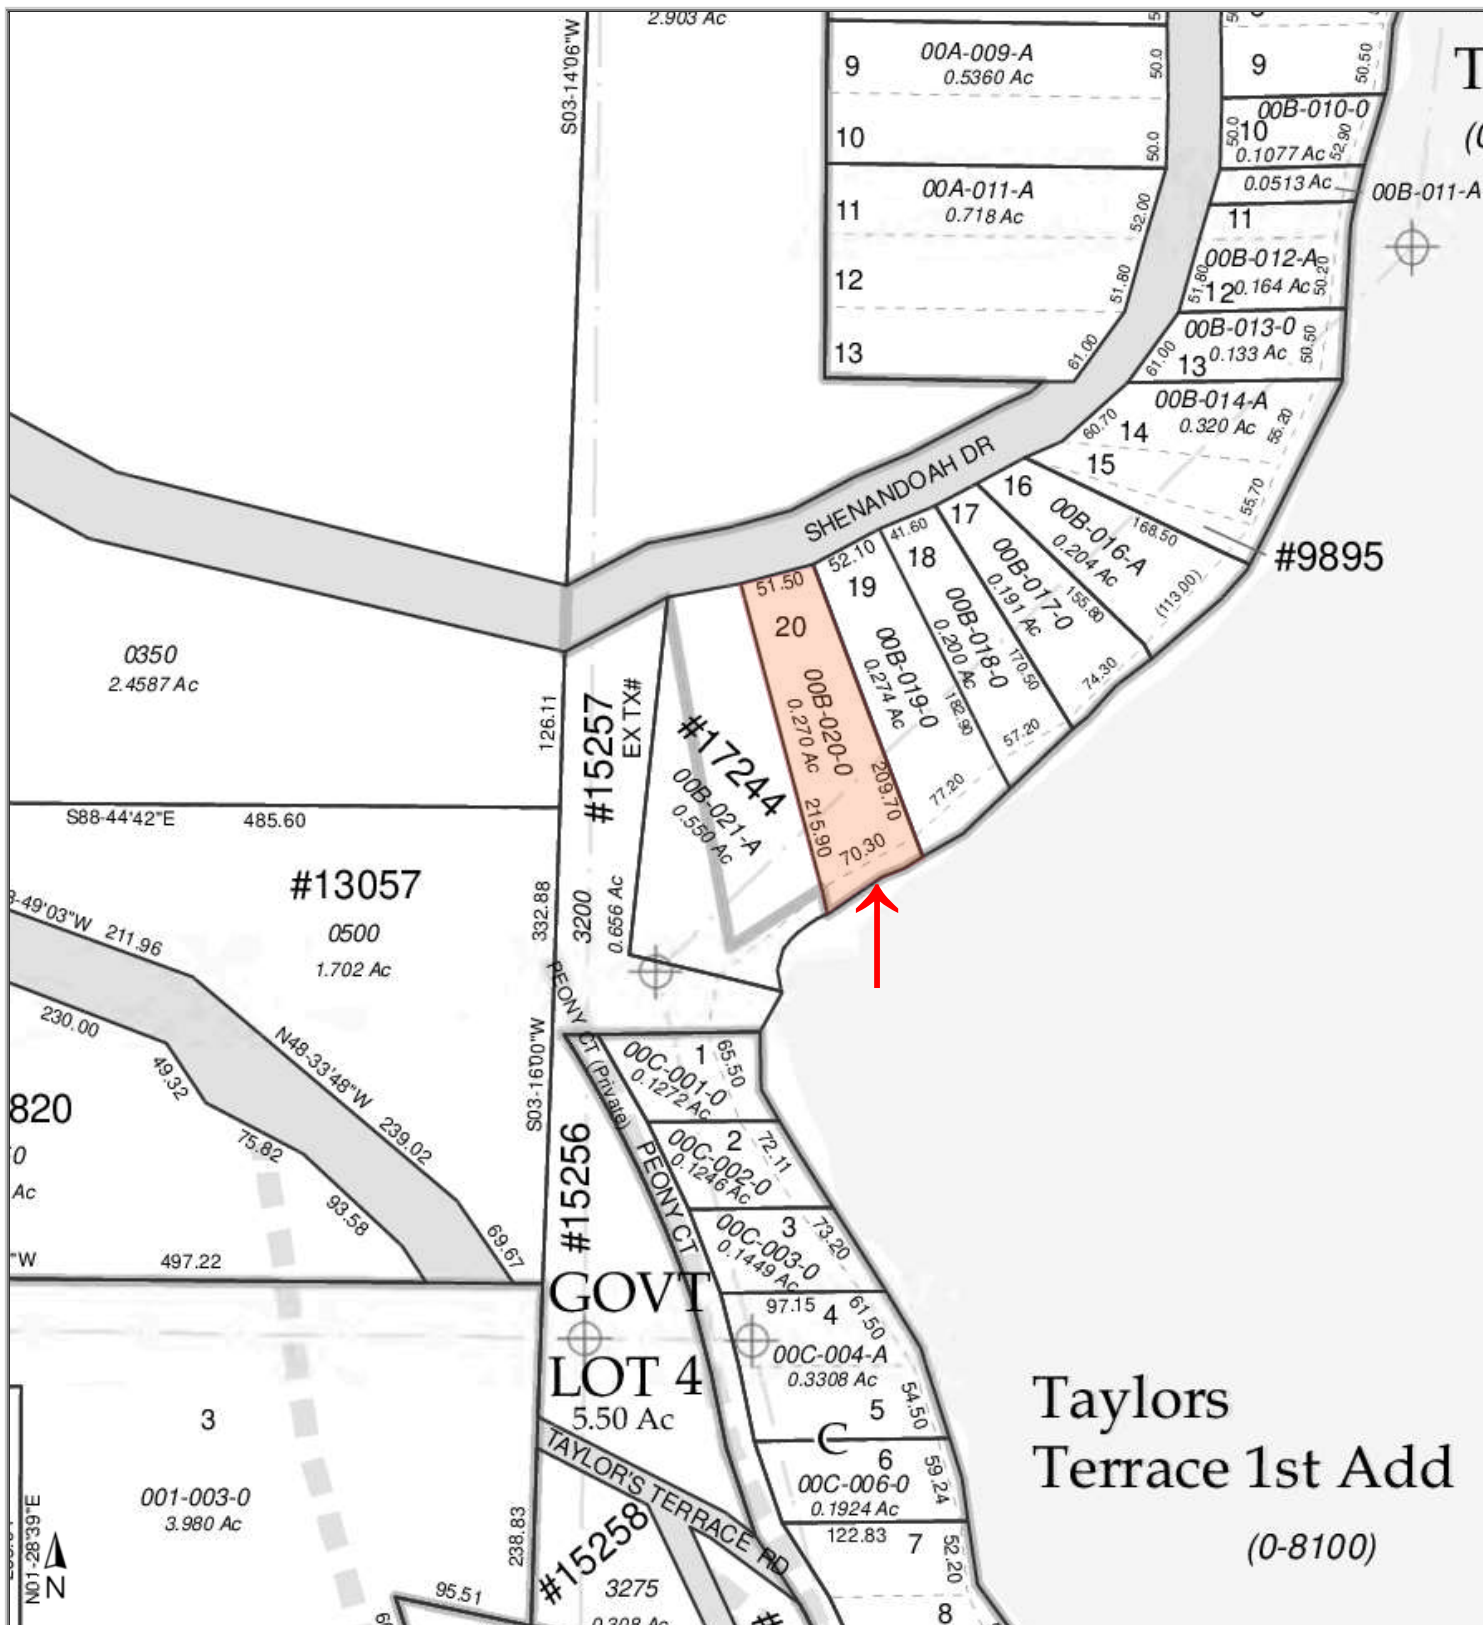 2.903 Ac
S03-14'06"W
9
00A-009-A
0.5360 Ac
50.0
10
50.0
11
00A-011-A
0.718 Ac
52.00
12
51.80
13
61.00
9
50.50
00B-010-0
50.0
10
0.1077 Ac
52.90
0.0513 Ac
00B-011-A
11
00B-012-A
51.80
12
0.164 Ac
50.20
00B-013-0
61.00
13
0.133 Ac
50.50
00B-014-A
60.70
14
0.320 Ac
55.20
15
55.70
SHENANDOAH DR
16
00B-016-A
0.204 Ac
168.50
#9895
(113.00)
17
00B-017-0
0.191 Ac
155.80
74.30
41.60
18
00B-018-0
0.200 Ac
170.50
57.20
52.10
19
00B-019-0
0.274 Ac
182.90
77.20
51.50
20
00B-020-0
0.270 Ac
209.70
215.90
70.30
#17244
00B-021-A
0.550 Ac
#15257
EX TX#
3200
0.656 Ac
0350
2.4587 Ac
126.11
S88-44'42"E
485.60
#13057
0500
1.702 Ac
332.88
-49'03"W
211.96
230.00
49.32
N48-33'48"W
239.02
75.82
93.58
69.67
820
0
Ac
"W
497.22
S03-16'00"W
PEONY CT (Private)
PEONY CT
1
65.50
00C-001-0
0.1272 Ac
2
72.11
00C-002-0
0.1246 Ac
3
73.20
00C-003-0
0.1449 Ac
97.15
4
61.50
00C-004-A
0.3308 Ac
5
54.50
C
6
59.24
00C-006-0
0.1924 Ac
122.83
7
52.20
8
#15256
GOVT
LOT 4
5.50 Ac
TAYLOR'S TERRACE RD
#15258
3275
0.308 Ac
238.83
95.51
3
001-003-0
3.980 Ac
N01-28'39"E
N
Taylors
Terrace 1st Add
(0-8100)